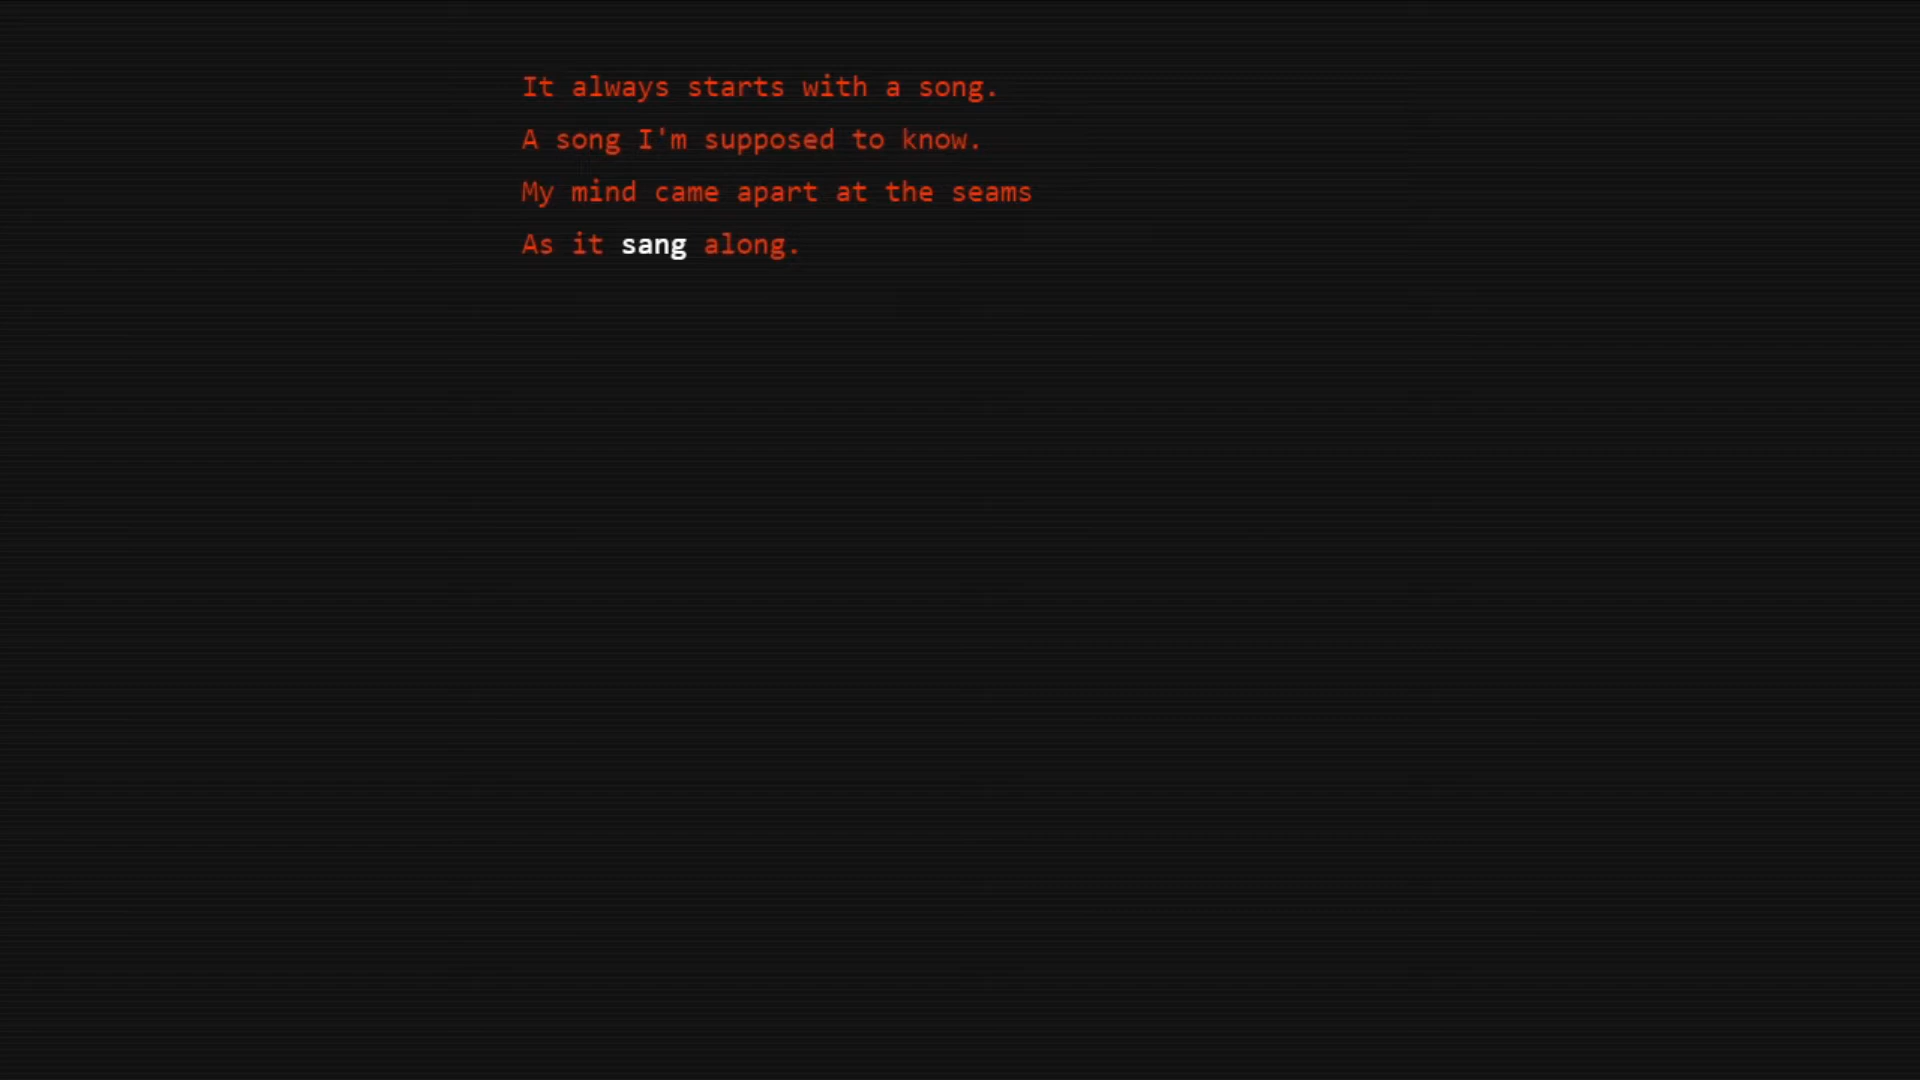 It always starts with a song.
A song I'm supposed to know.
My mind came apart at the seams
As it sang along.